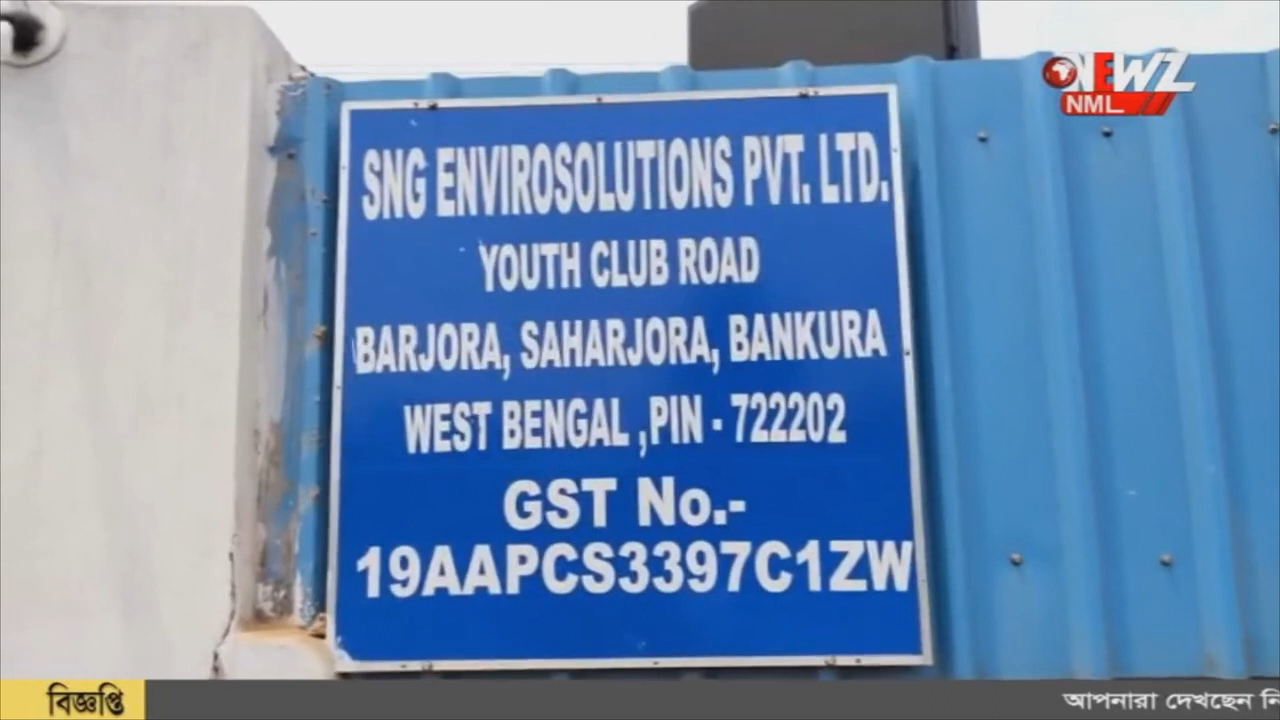 NEWZ
NML
SNG ENVIROSOLUTIONS PVT. LTD.
YOUTH CLUB ROAD
BARJORA, SAHARJORA, BANKURA
WEST BENGAL ,PIN - 722202
GST No.-
19AAPCS3397C1ZW
বিজ্ঞপ্তি
আপনারা দেখছেন